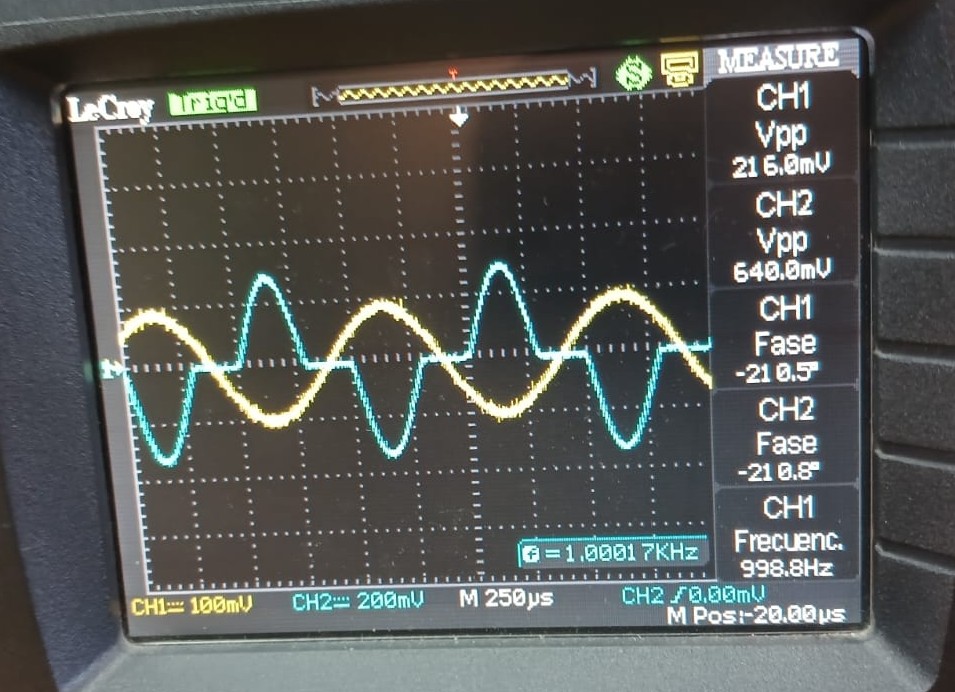 LeCroy Trig'd MEASURE
CH1
Vpp
216.0mV
CH2
Vpp
640.0mV
CH1
Fase
-210.5°
CH2
Fase
-210.8°
CH1
Frecuenc.
998.8Hz
f=1.00017KHz
CH1 100mV CH2 200mV M 250µs CH2 /0.00mV
M Pos:-20.00µs
T
1